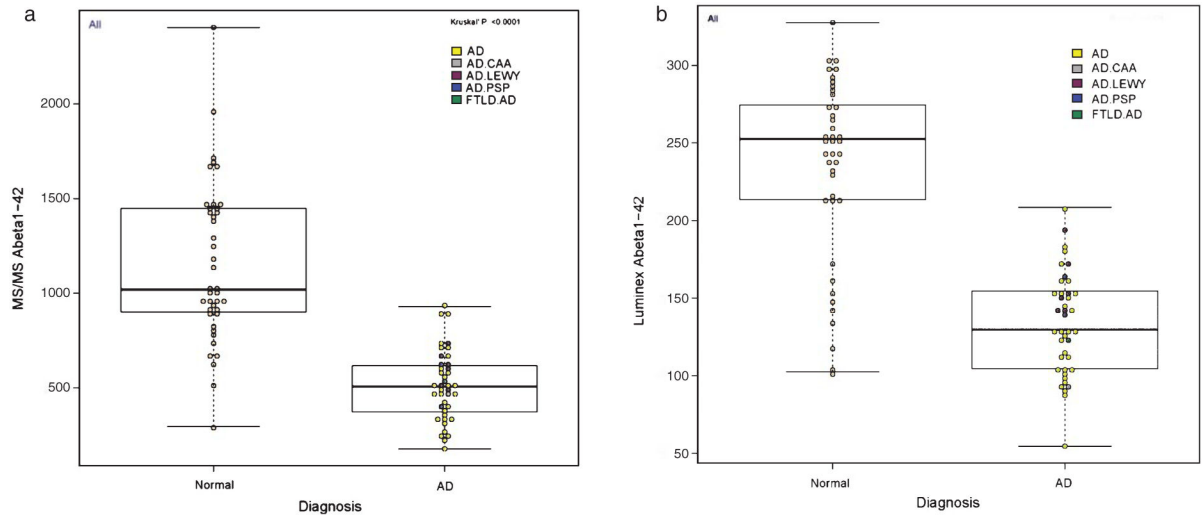 a
All
Kruskal' P <0.0001
AD
AD.CAA
AD.LEWY
AD.PSP
FTLD.AD
MS/MS Abeta1-42
2000
1500
1000
500
Normal
AD
Diagnosis
b
All
AD
AD.CAA
AD.LEWY
AD.PSP
FTLD.AD
Luminex Abeta1-42
300
250
200
150
100
50
Normal
AD
Diagnosis